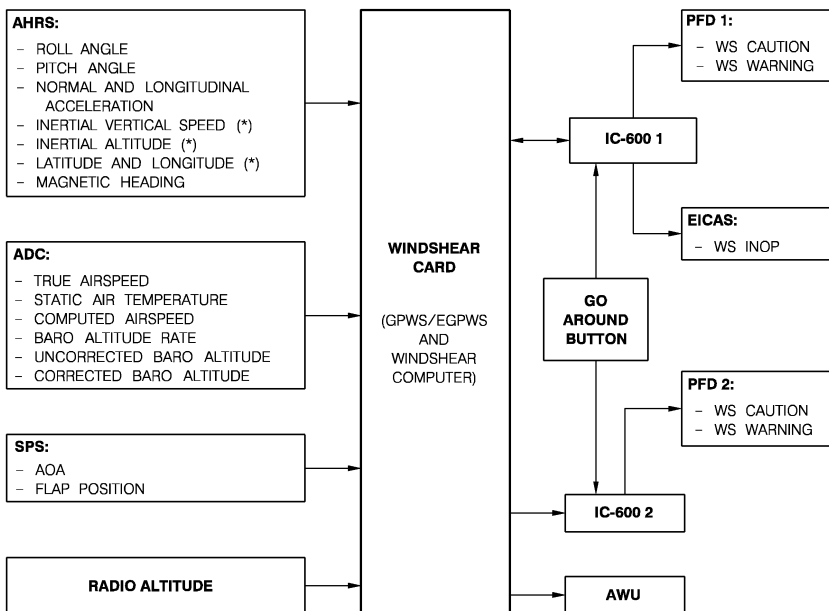 AHRS:
– ROLL ANGLE
– PITCH ANGLE
– NORMAL AND LONGITUDINAL
ACCELERATION
– INERTIAL VERTICAL SPEED (*)
– INERTIAL ALTITUDE (*)
– LATITUDE AND LONGITUDE (*)
– MAGNETIC HEADING
ADC:
– TRUE AIRSPEED
– STATIC AIR TEMPERATURE
– COMPUTED AIRSPEED
– BARO ALTITUDE RATE
– UNCORRECTED BARO ALTITUDE
– CORRECTED BARO ALTITUDE
SPS:
– AOA
– FLAP POSITION
RADIO ALTITUDE
WINDSHEAR
CARD
(GPWS/EGPWS
AND
WINDSHEAR
COMPUTER)
PFD 1:
– WS CAUTION
– WS WARNING
IC-600 1
EICAS:
– WS INOP
GO
AROUND
BUTTON
PFD 2:
– WS CAUTION
– WS WARNING
IC-600 2
AWU